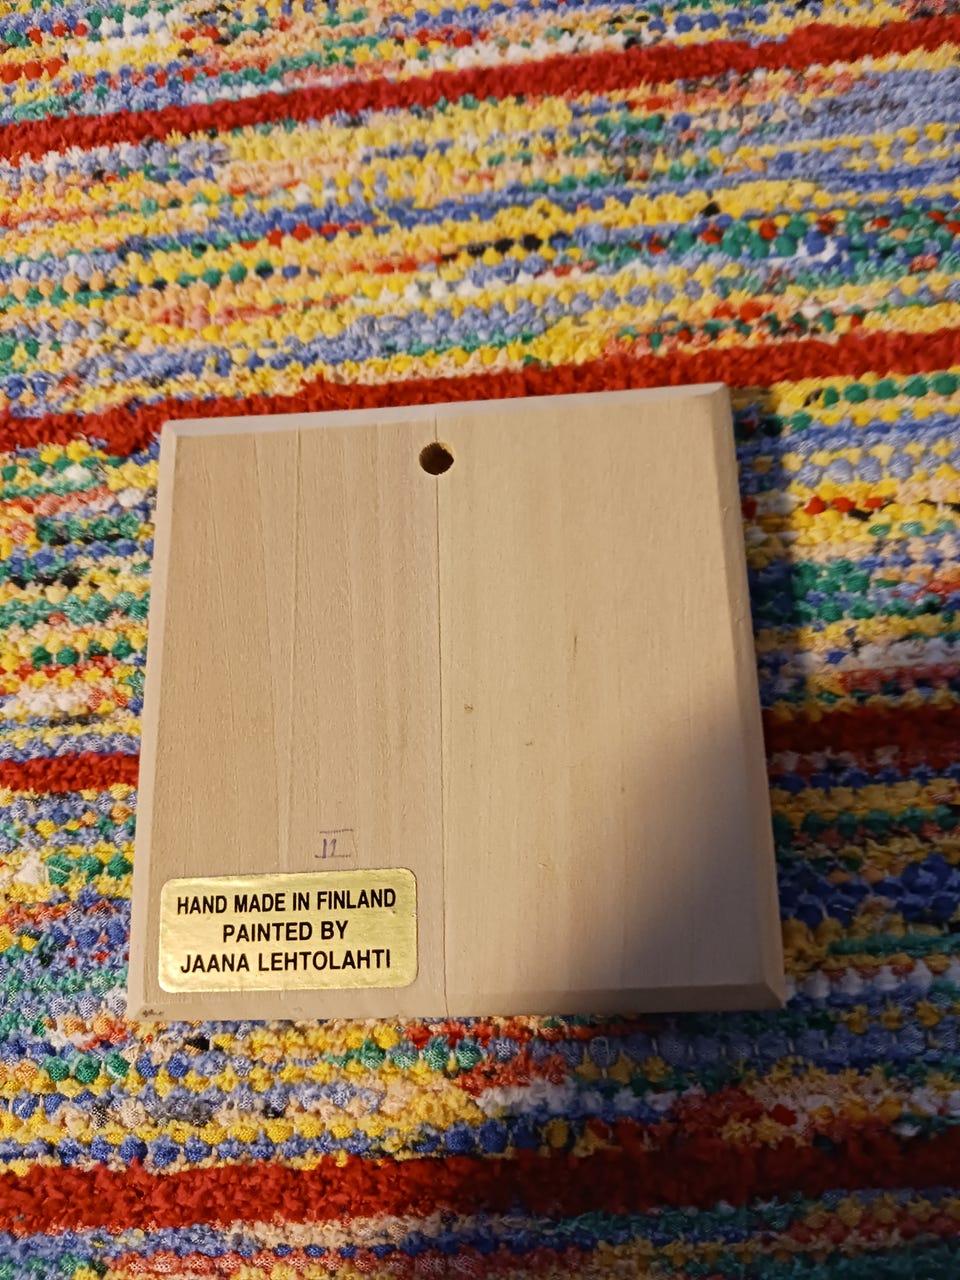 HAND MADE IN FINLAND
PAINTED BY
JAANA LEHTOLAHTI